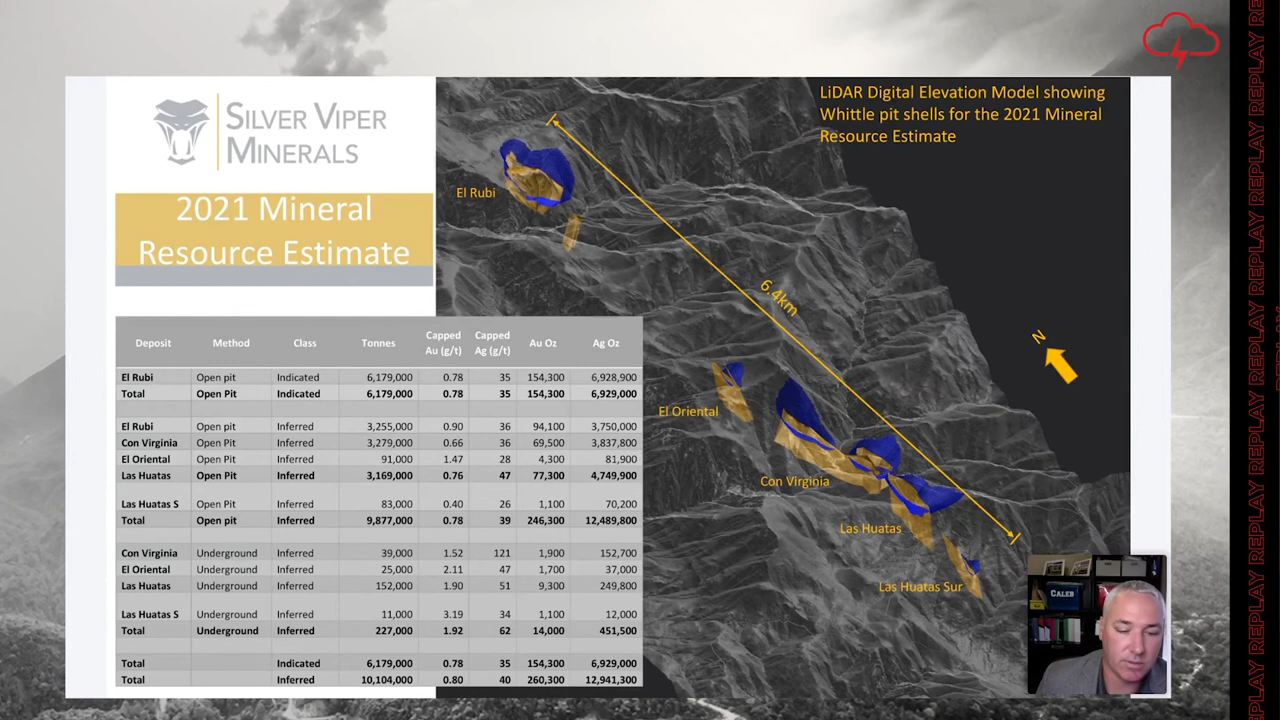 SILVER VIPER
MINERALS
2021 Mineral
Resource Estimate
LiDAR Digital Elevation Model showing
Whittle pit shells for the 2021 Mineral
Resource Estimate
El Rubi
6.4km
N
El Oriental
Con Virginia
Las Huatas
Las Huatas Sur
Deposit Method Class Tonnes Capped Au (g/t) Capped Ag (g/t) Au Oz Ag Oz
El Rubi Open pit Indicated 6,179,000 0.78 35 154,300 6,928,900
Total Open Pit Indicated 6,179,000 0.78 35 154,300 6,929,000
El Rubi Open pit Inferred 3,255,000 0.90 36 94,100 3,750,000
Con Virginia Open Pit Inferred 3,279,000 0.66 36 3,837,800
El Oriental Open Pit Inferred 91,000 1.47 28 4,300 81,900
Las Huatas Open Pit Inferred 3,169,000 0.76 47 77,300 4,749,900
Las Huatas S Open Pit Inferred 83,000 0.40 26 1,100 70,200
Total Open pit Inferred 9,877,000 0.78 39 246,300 12,489,800
Con Virginia Underground Inferred 39,000 1.52 121 1,900 152,700
El Oriental Underground Inferred 25,000 2.11 47 1,700 37,000
Las Huatas Underground Inferred 152,000 1.90 51 9,300 249,800
Las Huatas S Underground Inferred 11,000 3.19 34 1,100 12,000
Total Underground Inferred 227,000 1.92 62 14,000 451,500
Total Indicated 6,179,000 0.78 35 154,300 6,929,000
Total Inferred 10,104,000 0.80 40 260,300 12,941,300
CALEB
REPLAY REPLAY REPLAY REPLAY REPLAY REPLAY REPLAY REPLAY REPLAY